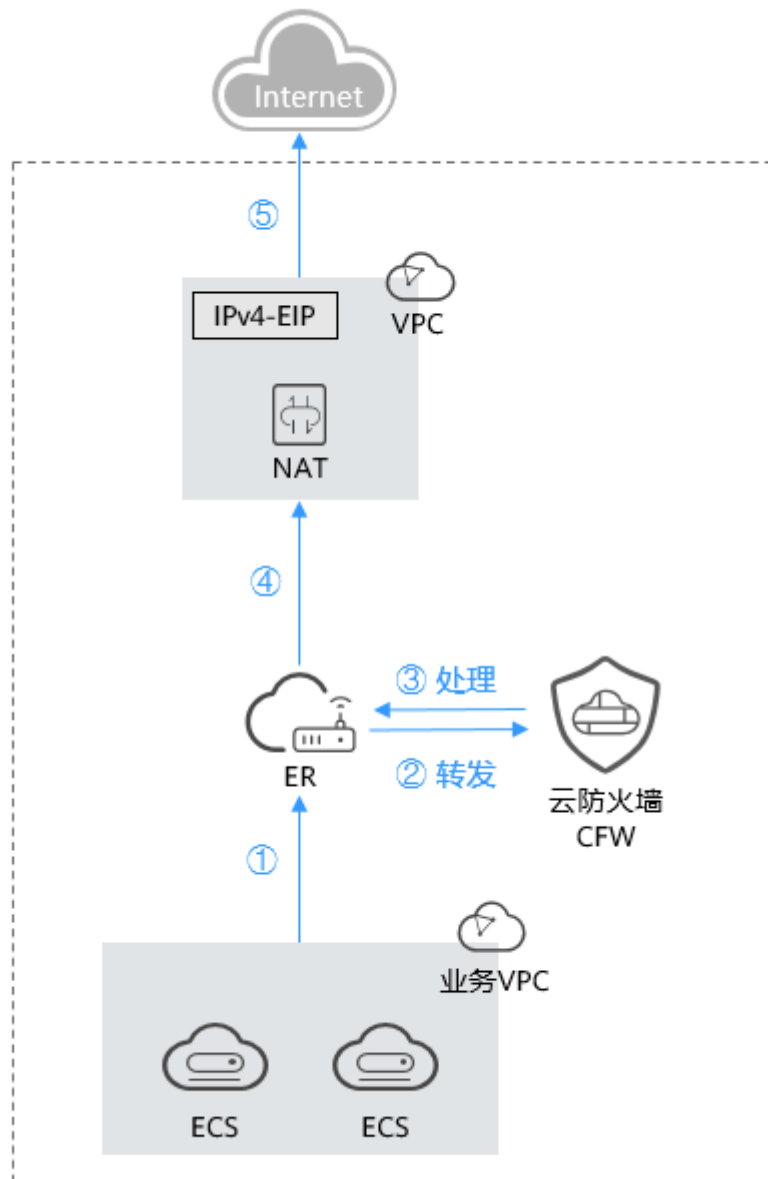 Internet
⑤
IPv4-EIP
VPC
NAT
④
③ 处理
ER
② 转发
云防火墙
CFW
①
业务VPC
ECS
ECS